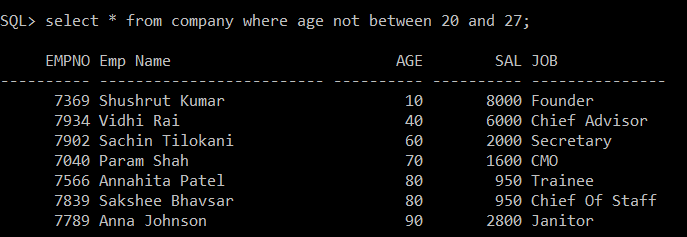 SQL> select * from company where age not between 20 and 27;
EMPNO Emp Name AGE SAL JOB
---------- ------------------------- ---------- ---------- ---------------
7369 Shushrut Kumar 10 8000 Founder
7934 Vidhi Rai 40 6000 Chief Advisor
7902 Sachin Tilokani 60 2000 Secretary
7040 Param Shah 70 1600 CMO
7566 Annahita Patel 80 950 Trainee
7839 Sakshee Bhavsar 80 950 Chief Of Staff
7789 Anna Johnson 90 2800 Janitor